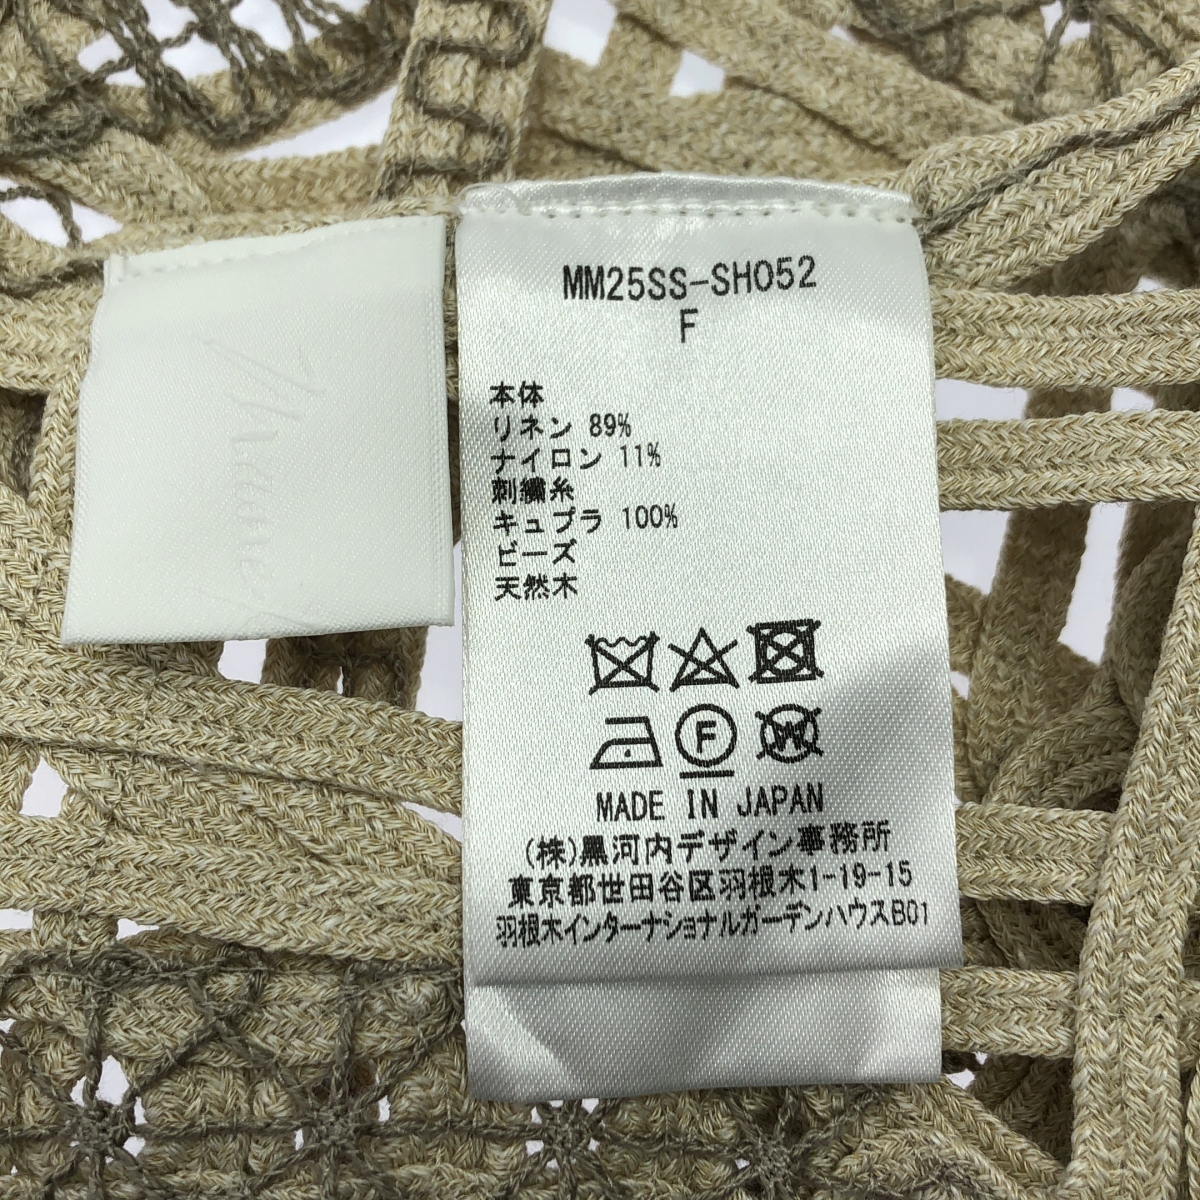 MM25SS-SH052
F
本体
リネン 89%
ナイロン 11%
刺繍糸
キュプラ 100%
ビーズ
天然木
F
W
MADE IN JAPAN
(株)黒河内デザイン事務所
東京都世田谷区羽根木1-19-15
羽根木インターナショナルガーデンハウスB01